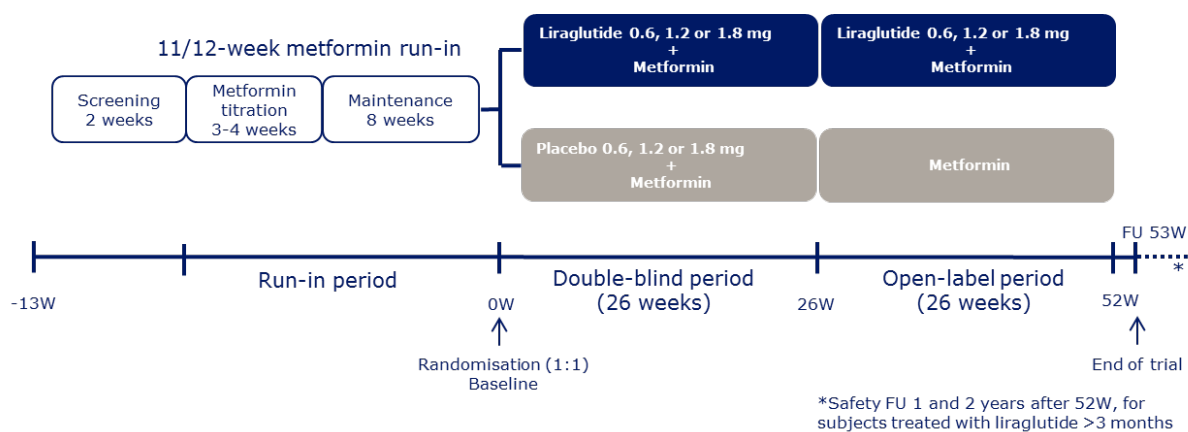 11/12-week metformin run-in
Screening
2 weeks
Metformin
titration
3-4 weeks
Maintenance
8 weeks
Liraglutide 0.6, 1.2 or 1.8 mg
+
Metformin
Liraglutide 0.6, 1.2 or 1.8 mg
+
Metformin
Placebo 0.6, 1.2 or 1.8 mg
+
Metformin
Metformin
FU 53W
*
Run-in period
Double-blind period
(26 weeks)
Open-label period
(26 weeks)
-13W
0W
26W
52W
Randomisation (1:1)
Baseline
End of trial
*Safety FU 1 and 2 years after 52W, for
subjects treated with liraglutide >3 months